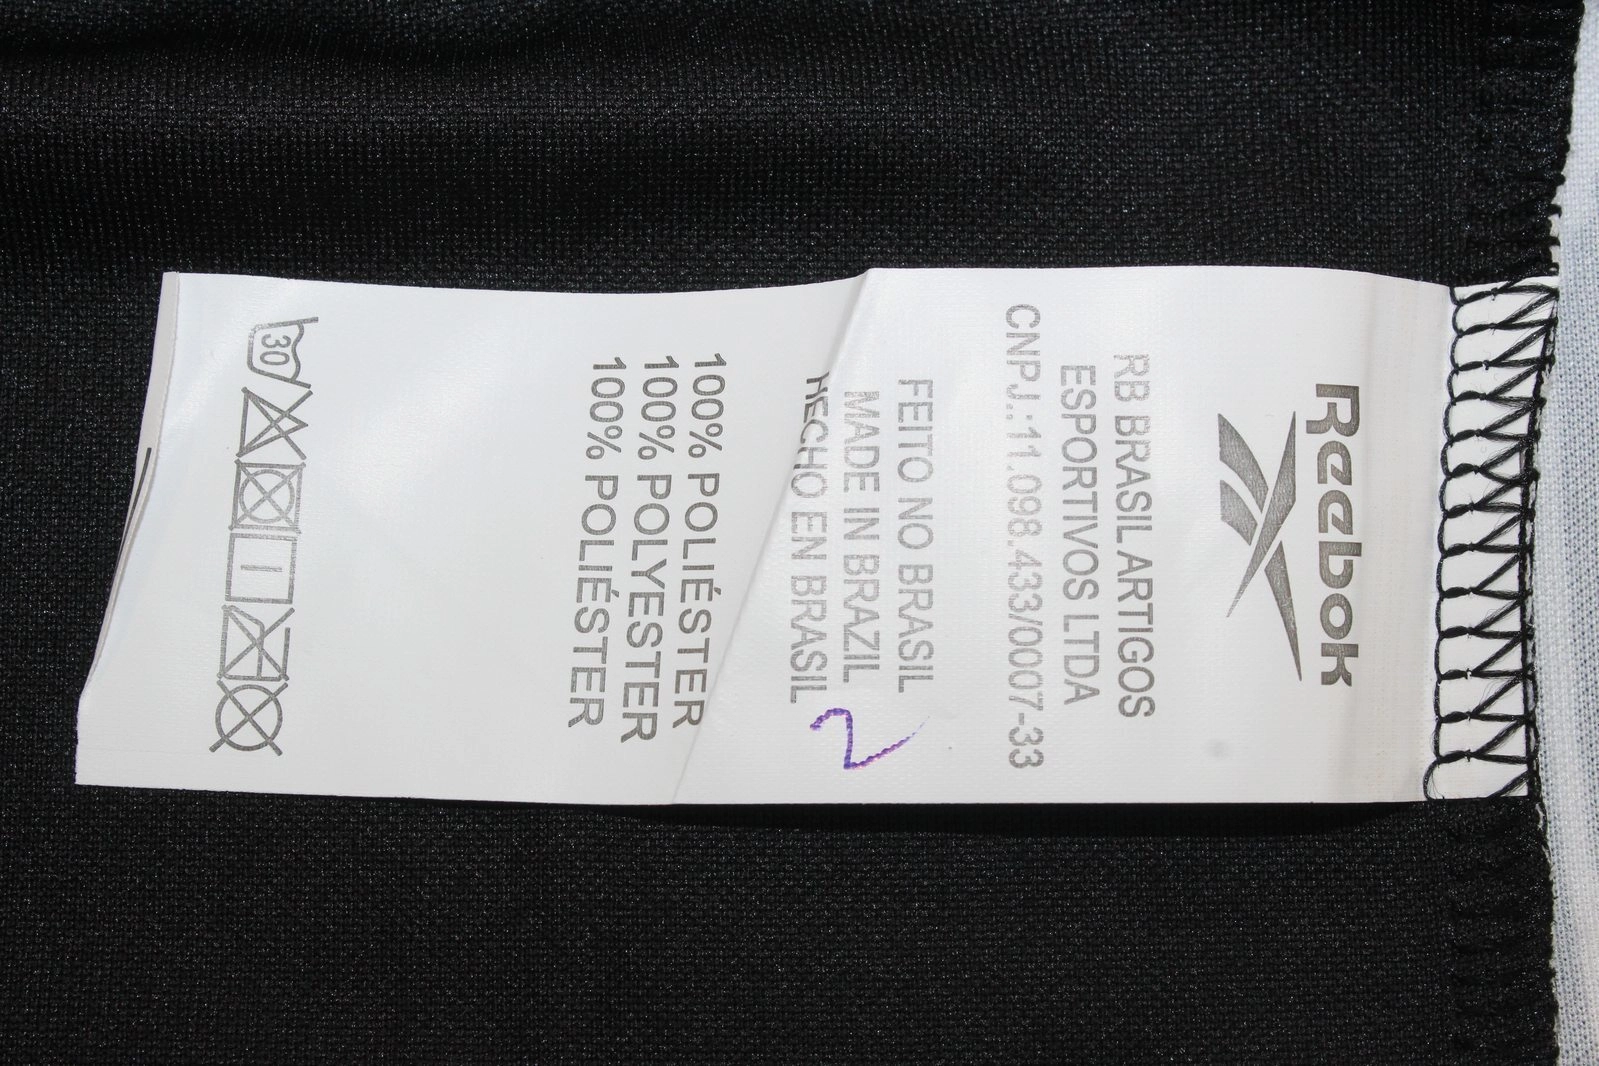 Reebok
RB BRASIL ARTIGOS
ESPORTIVOS LTDA
CNPJ.:11.098.433/0007-33
FEITO NO BRASIL
MADE IN BRAZIL
HECHO EN BRASIL
2
100% POLIÉSTER
100% POLYESTER
100% POLIÉSTER
30